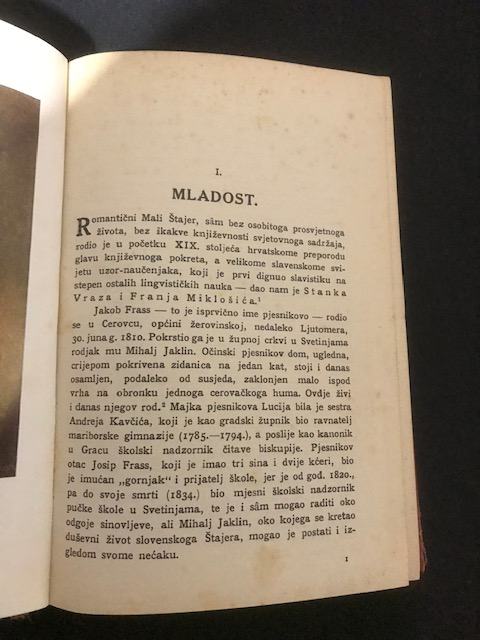 I.
MLADOST.
Romantični Mali Štajer, sâm bez osobitoga prosvjetnoga
života, bez ikakve književnosti svjetovnog sadržaja,
rodio je u početku XIX. stoljeća hrvatskome preporodu
glavu književnoga pokreta, a velikome slavenskome svi-
jetu uzor-naučenjaka, koji je prvi dignuo slavistiku na
stepen ostalih lingvističkih nauka — dao nam je Stanka
Vraza i Franja Miklošića.¹
Jakob Frass — to je isprvično ime pjesnikovo — rodio
se u Cerovcu, općini žerovinskoj, nedaleko Ljutomera,
30. juna g. 1810. Pokrstio ga je u župnoj crkvi u Svetinjama
rodjak mu Mihalj Jaklin. Očinski pjesnikov dom, ugledna,
crijepom pokrivena zidanica na jedan kat, stoji i danas
osamljen, podaleko od susjeda, zaklonjen malo ispod
vrha na obronku jednoga cerovačkoga huma. Ovdje živi
i danas njegov rod.² Majka pjesnikova Lucija bila je sestra
Andreja Kavčića, koji je kao gradski župnik bio ravnatelj
mariborske gimnazije (1785.—1794.), a poslije kao kanonik
u Gracu školski nadzornik čitave biskupije. Pjesnikov
otac Josip Frass, koji je imao tri sina i dvije kćeri, bio
je imućan „gornjak“ i prijatelj škole, jer je od god. 1820.,
pa do svoje smrti (1834.) bio mjesni školski nadzornik
pučke škole u Svetinjama, te je i sâm mogao raditi oko
odgoje sinovljeve, ali Mihalj Jaklin, oko kojega se kretao
duševni život slovenskoga Štajera, mogao je postati i iz-
gledom svome nećaku.
1